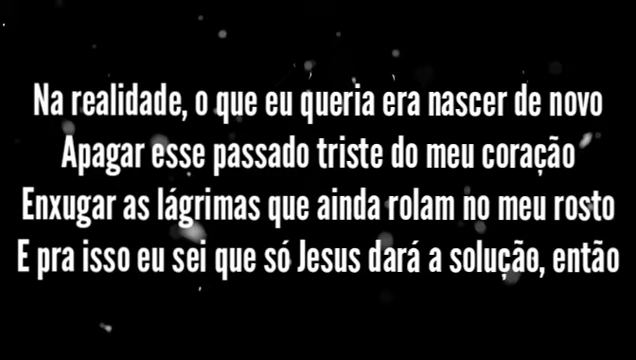 Na realidade, o que eu queria era nascer de novo
Apagar esse passado triste do meu coração
Enxugar as lágrimas que ainda rolam no meu rosto
E pra isso eu sei que só Jesus dará a solução, então